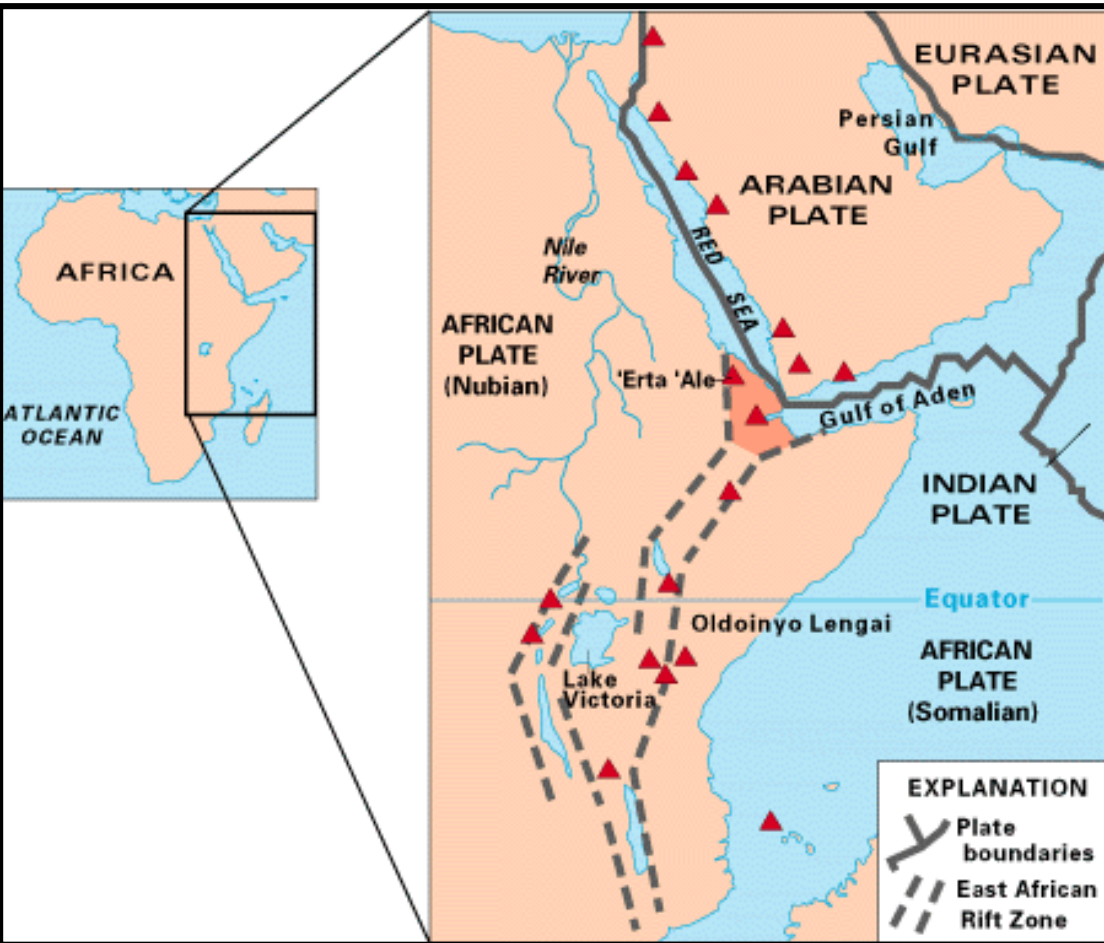 AFRICA
ATLANTIC
OCEAN
EURASIAN
PLATE
Persian
Gulf
ARABIAN
PLATE
RED
SEA
Nile
River
AFRICAN
PLATE
(Nubian)
'Erta 'Ale
Gulf of Aden
INDIAN
PLATE
Equator
Oldoinyo Lengai
AFRICAN
PLATE
(Somalian)
Lake
Victoria
EXPLANATION
Plate
boundaries
East African
Rift Zone